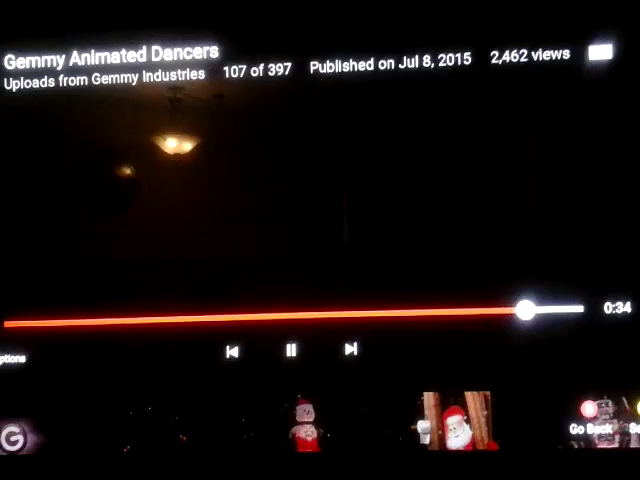 Gemmy Animated Dancers
Uploads from Gemmy Industries 107 of 397 Published on Jul 8, 2015 2,462 views
0:34
ptions
G
Go Back